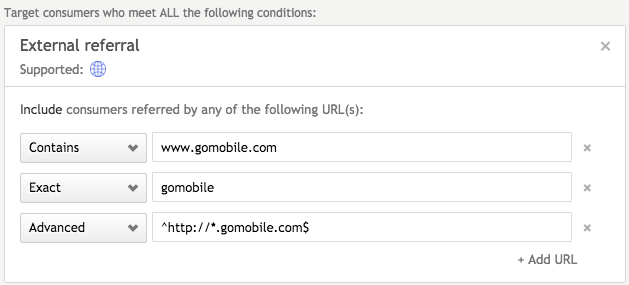 Target consumers who meet ALL the following conditions:
External referral
Supported:
Include consumers referred by any of the following URL(s):
Contains www.gomobile.com
Exact gomobile
Advanced ^http://*.gomobile.com$
+ Add URL